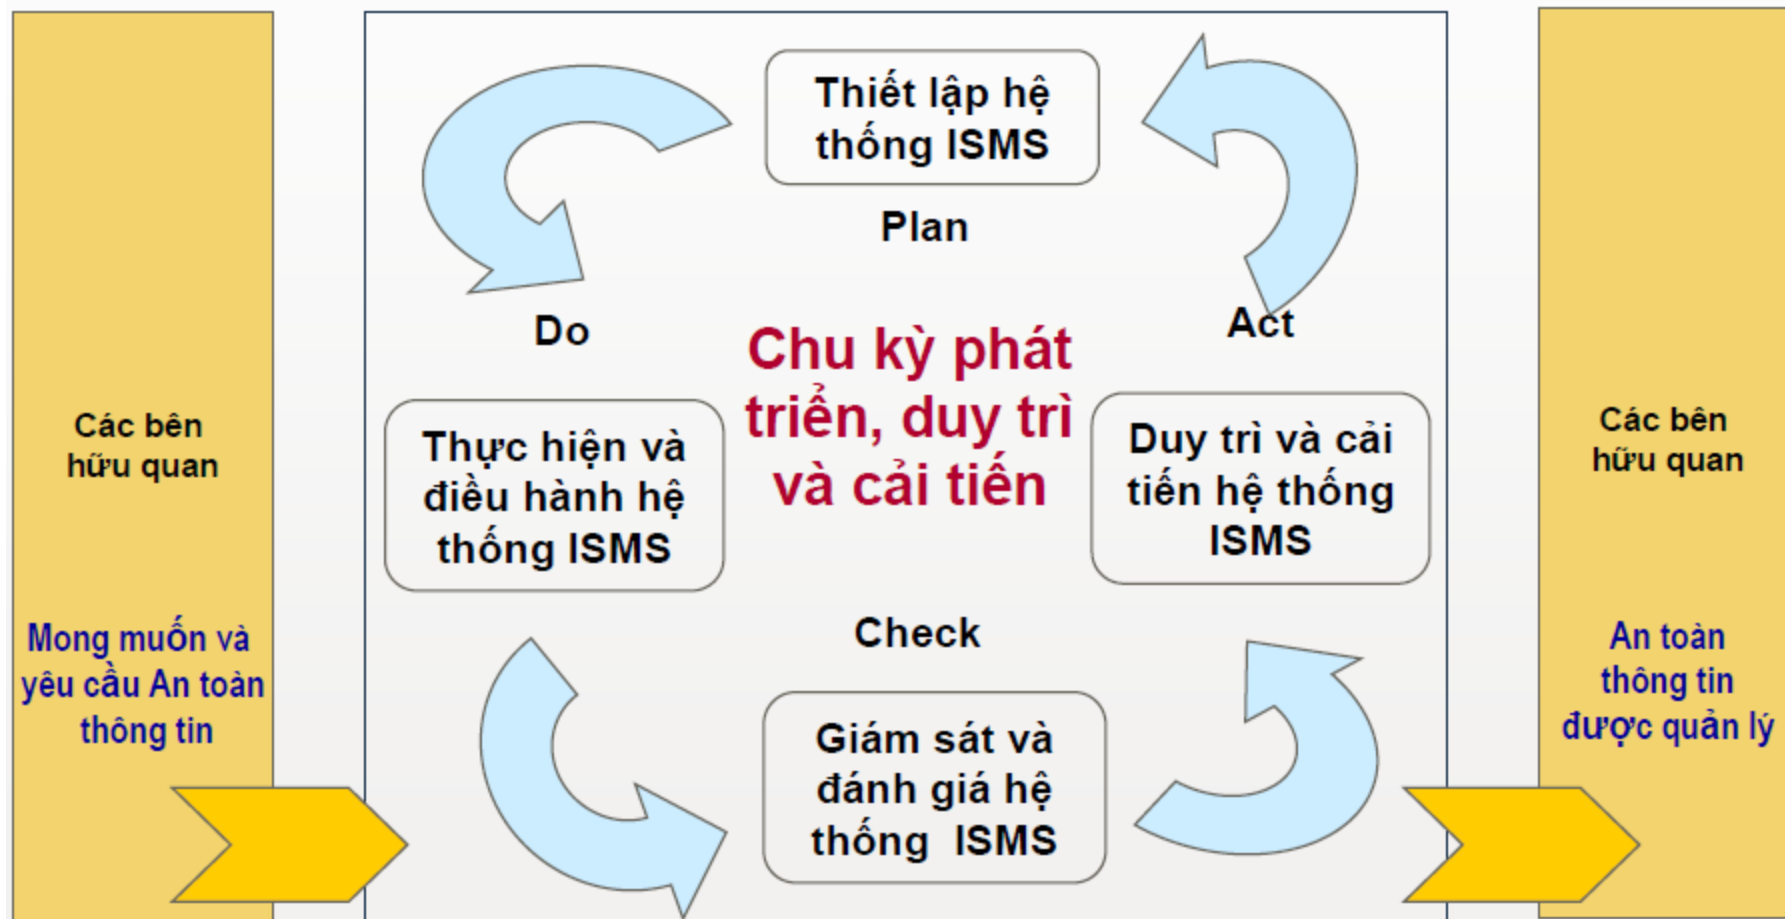 Thiết lập hệ
thống ISMS
Plan
Do
Act
Chu kỳ phát
triển, duy trì
và cải tiến
Các bên
hữu quan
Mong muốn và
yêu cầu An toàn
thông tin
Thực hiện và
điều hành hệ
thống ISMS
Duy trì và cải
tiến hệ thống
ISMS
Check
Giám sát và
đánh giá hệ
thống ISMS
Các bên
hữu quan
An toàn
thông tin
được quản lý